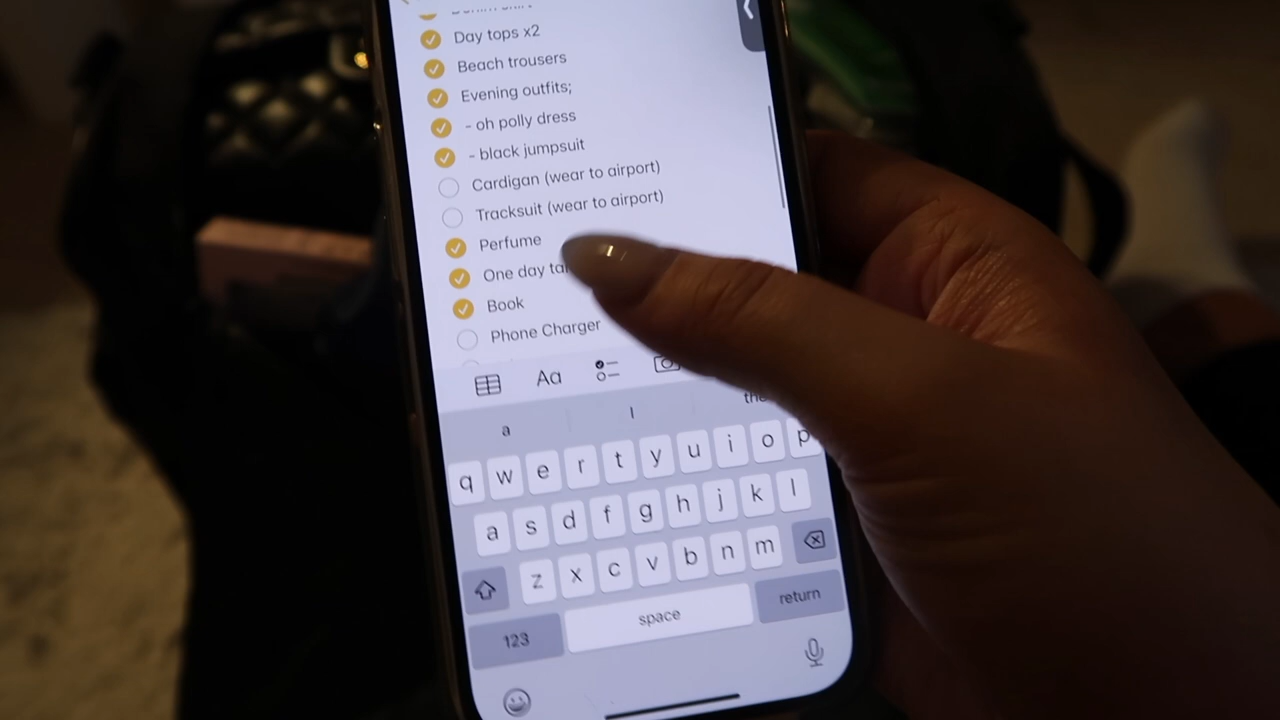 Day tops x2
Beach trousers
Evening outfits;
- oh polly dress
- black jumpsuit
Cardigan (wear to airport)
Tracksuit (wear to airport)
Perfume
One day
Book
Phone Charger
Aa
a I the
q w e r t y u i o p
a s d f g h j k l
z x c v b n m
123 space return